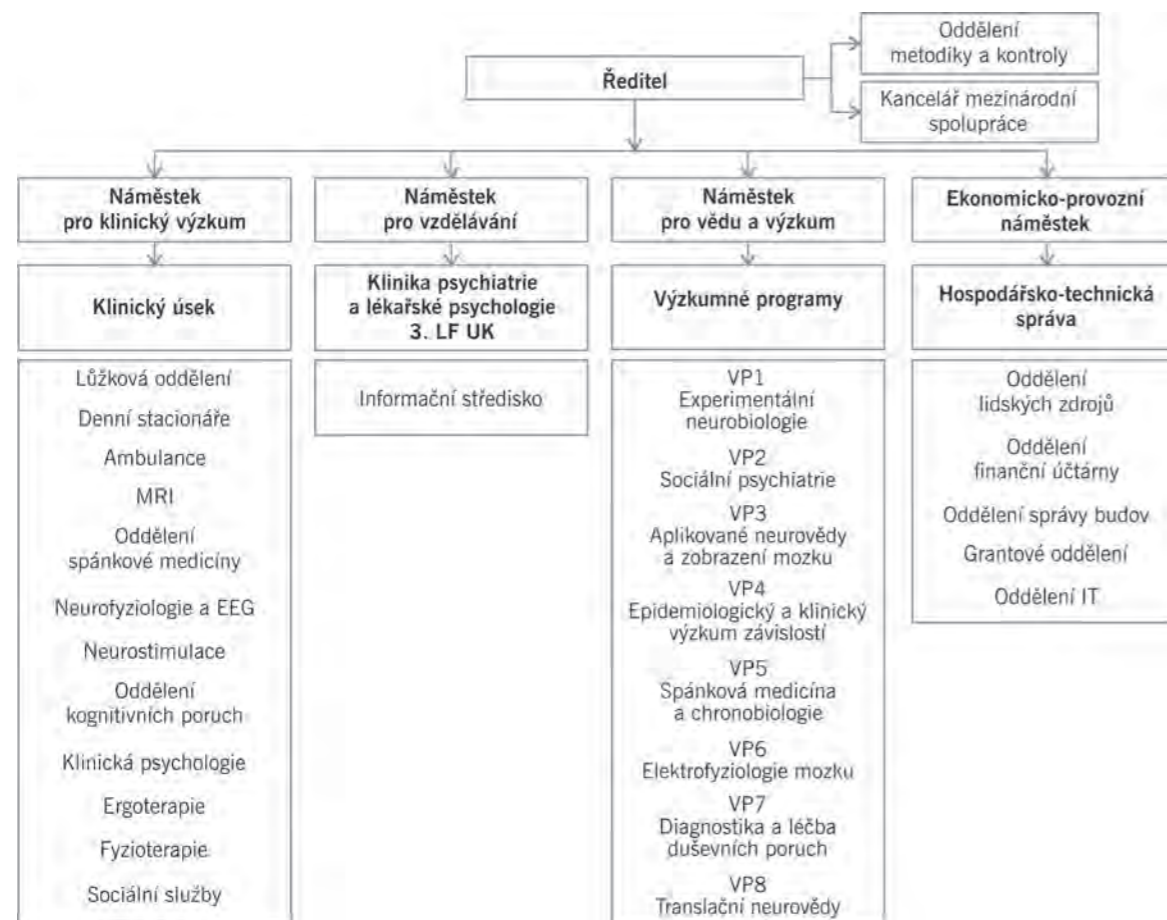 Oddělení
metodiky a kontroly
Ředitel
Kancelář mezinárodní
spolupráce
Náměstek
pro klinický výzkum
Náměstek
pro vzdělávání
Náměstek
pro vědu a výzkum
Ekonomicko-provozní
náměstek
Klinický úsek
Klinika psychiatrie
a lékařské psychologie
3. LF UK
Výzkumné programy
Hospodářsko-technická
správa
Lůžková oddělení
Denní stacionáře
Ambulance
MRI
Oddělení
spánkové medicíny
Neurofyziologie a EEG
Neurostimulace
Oddělení
kognitivních poruch
Klinická psychologie
Ergoterapie
Fyzioterapie
Sociální služby
Informační středisko
VP1
Experimentální
neurobiologie
VP2
Sociální psychiatrie
VP3
Aplikované neurovědy
a zobrazení mozku
VP4
Epidemiologický a klinický
výzkum závislostí
VP5
Spánková medicína
a chronobiologie
VP6
Elektrofyziologie mozku
VP7
Diagnostika a léčba
duševních poruch
VP8
Translační neurovědy
Oddělení
lidských zdrojů
Oddělení
finanční účtárny
Oddělení správy budov
Grantové oddělení
Oddělení IT